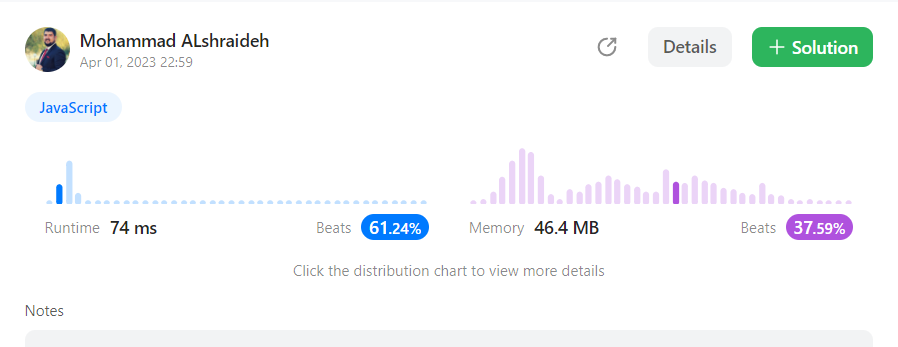 Mohammad ALshraideh
Apr 01, 2023 22:59
Details
+ Solution
JavaScript
Runtime 74 ms
Beats 61.24%
Memory 46.4 MB
Beats 37.59%
Click the distribution chart to view more details
Notes